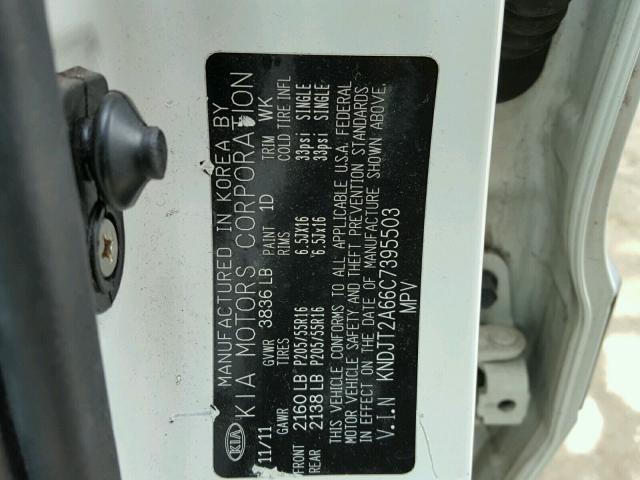 KIA
MANUFACTURED IN KOREA BY
KIA MOTORS CORPORATION
11/11 GVWR 3836 LB PAINT 1D TRIM WK
GAWR TIRES RIMS COLD TIRE INFL
FRONT 2160 LB P205/55R16 6.5JX16 33psi SINGLE
REAR 2138 LB P205/55R16 6.5JX16 33psi SINGLE
THIS VEHICLE CONFORMS TO ALL APPLICABLE U.S.A. FEDERAL
MOTOR VEHICLE SAFETY AND THEFT PREVENTION STANDARDS
IN EFFECT ON THE DATE OF MANUFACTURE SHOWN ABOVE.
V.I.N KNDJT2A66C7395503
MPV